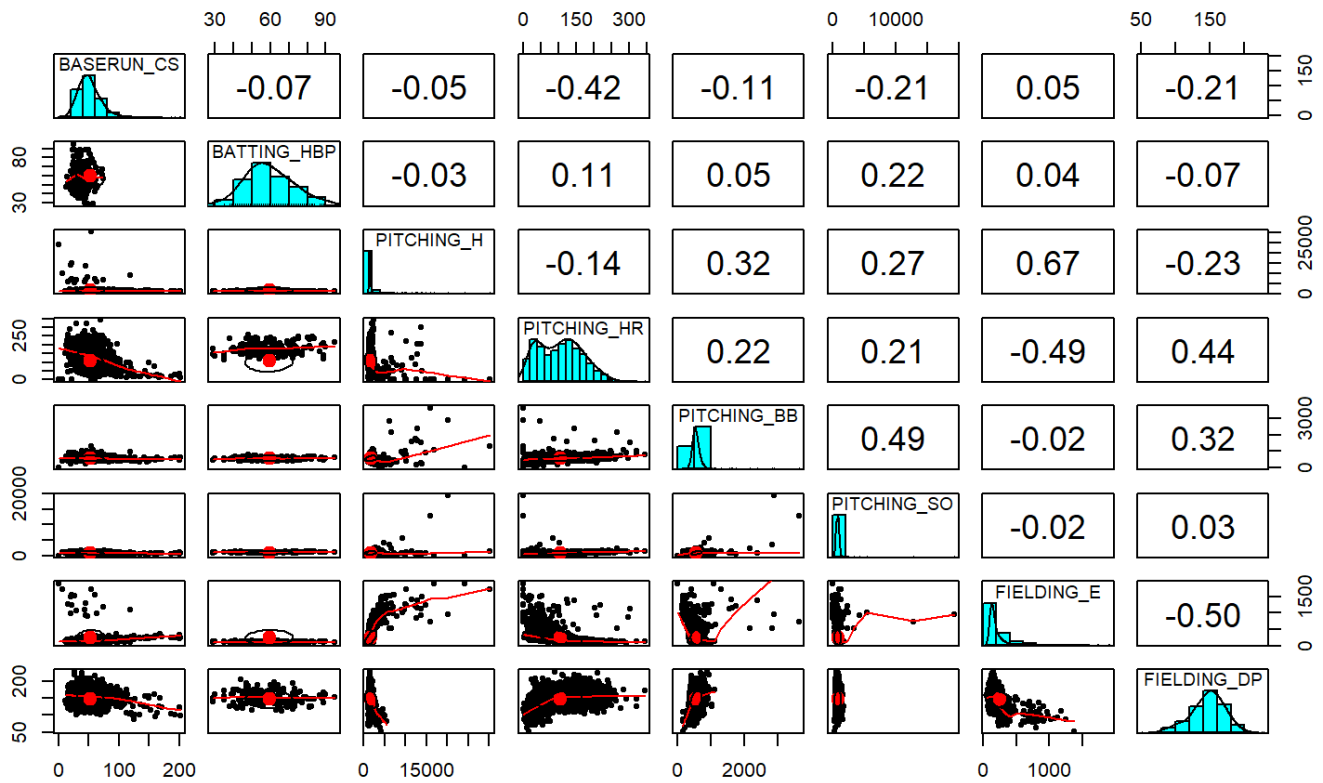 30 60 90 0 150 300 0 10000 50 150
BASERUN_CS -0.07 -0.05 -0.42 -0.11 -0.21 0.05 -0.21 0 150
30 80 BATTING_HBP -0.03 0.11 0.05 0.22 0.04 -0.07
PITCHING_H -0.14 0.32 0.27 0.67 -0.23 0 25000
0 250 PITCHING_HR 0.22 0.21 -0.49 0.44
PITCHING_BB 0.49 -0.02 0.32 0 3000
0 20000 PITCHING_SO -0.02 0.03
FIELDING_E -0.50 0 1500
50 200 FIELDING_DP
0 100 200 0 15000 0 2000 0 1000